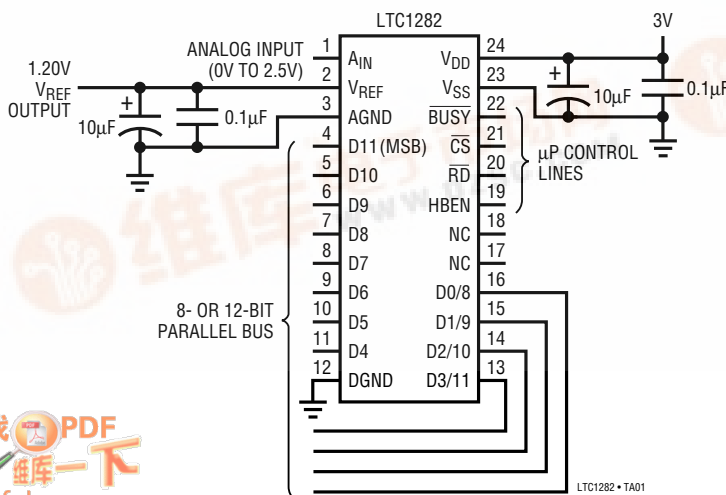 LTC1282
3V
ANALOG INPUT
(0V TO 2.5V)
1.20V
VREF
OUTPUT
10µF
+
0.1µF
1 AIN
2 VREF
3 AGND
4 D11(MSB)
5 D10
6 D9
7 D8
8 D7
9 D6
10 D5
11 D4
12 DGND
VDD 24
VSS 23
BUSY 22
CS 21
RD 20
HBEN 19
NC 18
NC 17
D0/8 16
D1/9 15
D2/10 14
D3/11 13
+
10µF
0.1µF
µP CONTROL
LINES
8- OR 12-BIT
PARALLEL BUS
PDF
维库一下
LTC1282 • TA01